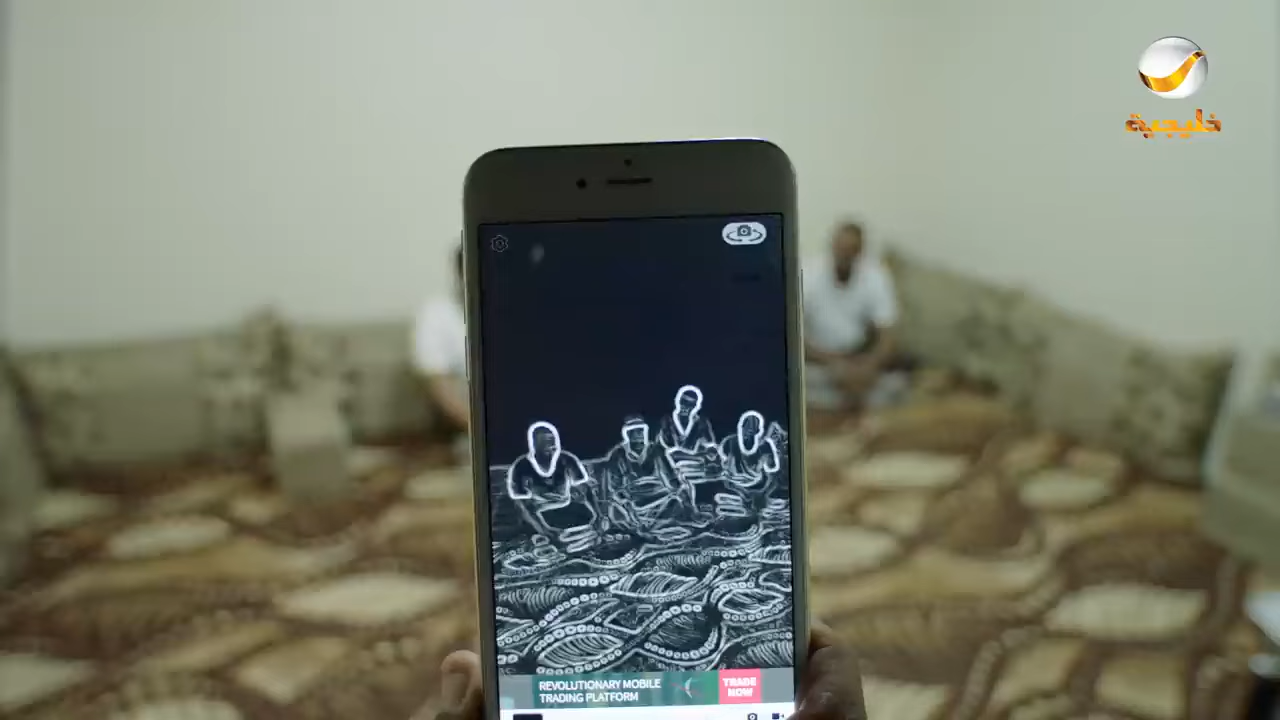 خليجية
REVOLUTIONARY MOBILE
TRADING PLATFORM
TRADE
NOW